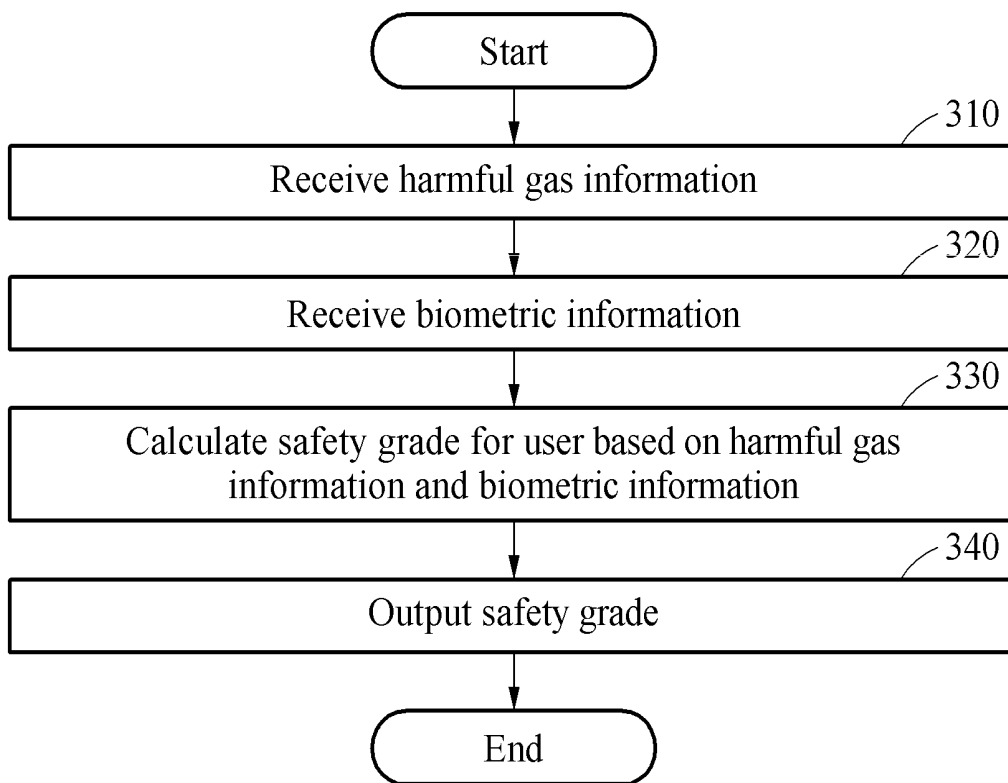 Start
310
Receive harmful gas information
320
Receive biometric information
330
Calculate safety grade for user based on harmful gas
information and biometric information
340
Output safety grade
End